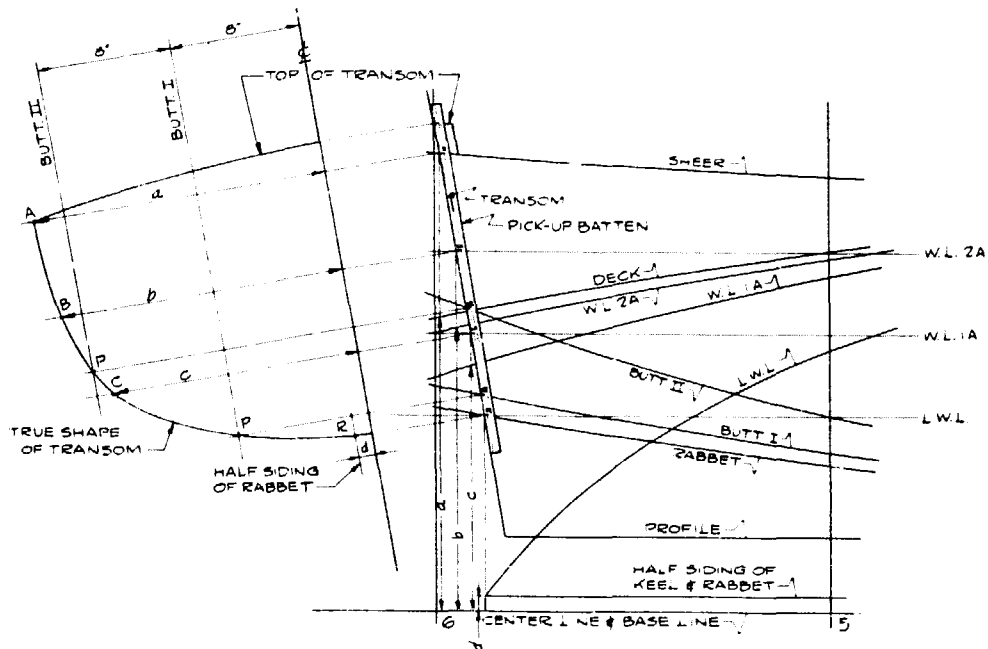 8"
8"
℄
BUTT. II
BUTT. I
TOP OF TRANSOM
a
A
SHEER
TRANSOM
PICK-UP BATTEN
b
B
W.L. 2A
DECK
W.L 2A
W.L. 1A
P
C
c
W.L. 1A
BUTT II
L.W.L
TRUE SHAPE
OF TRANSOM
P
R
d
L.W.L.
BUTT I
RABBET
HALF SIDING
OF RABBET
a
b
c
PROFILE
HALF SIDING OF
KEEL & RABBET
6
CENTER LINE & BASE LINE
5
d